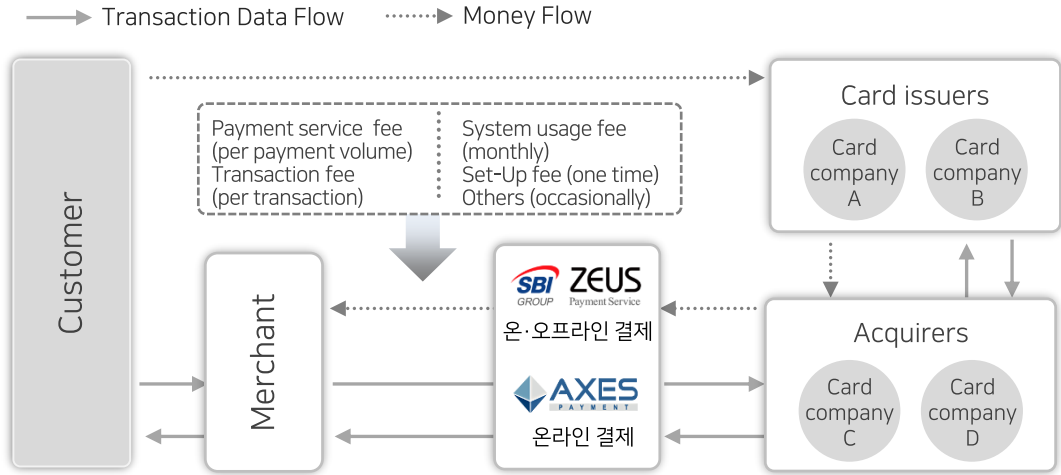 Transaction Data Flow
Money Flow
Customer
Payment service fee
(per payment volume)
Transaction fee
(per transaction)
System usage fee
(monthly)
Set-Up fee (one time)
Others (occasionally)
Card issuers
Card
company
A
Card
company
B
Merchant
SBI
GROUP
ZEUS
Payment Service
온·오프라인 결제
AXES
PAYMENT
온라인 결제
Acquirers
Card
company
C
Card
company
D